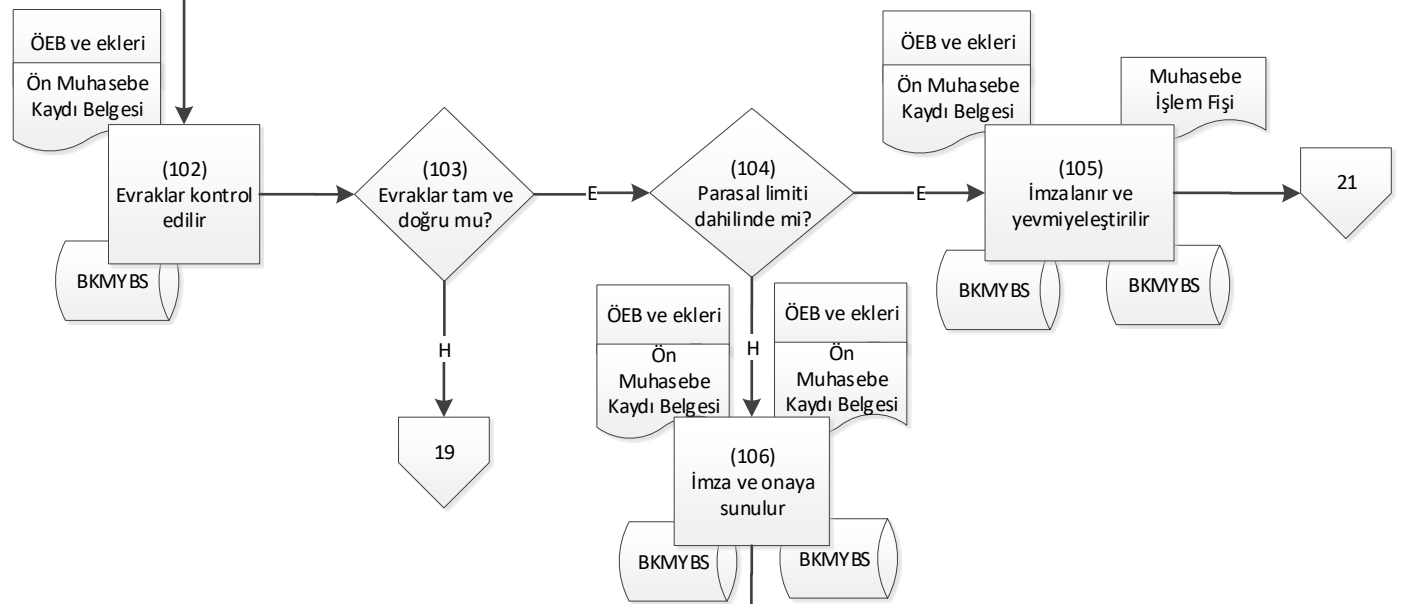 ÖEB ve ekleri
Ön Muhasebe
Kaydı Belgesi
(102)
Evraklar kontrol
edilir
BKMYBS
(103)
Evraklar tam ve
doğru mu?
E
H
19
(104)
Parasal limiti
dahilinde mi?
E
H
ÖEB ve ekleri
Ön Muhasebe
Kaydı Belgesi
Muhasebe
İşlem Fişi
(105)
İmzalanır ve
yevmiyeleştirilir
BKMYBS
BKMYBS
21
ÖEB ve ekleri
Ön
Muhasebe
Kaydı Belgesi
ÖEB ve ekleri
Ön
Muhasebe
Kaydı Belgesi
(106)
İmza ve onaya
sunulur
BKMYBS
BKMYBS